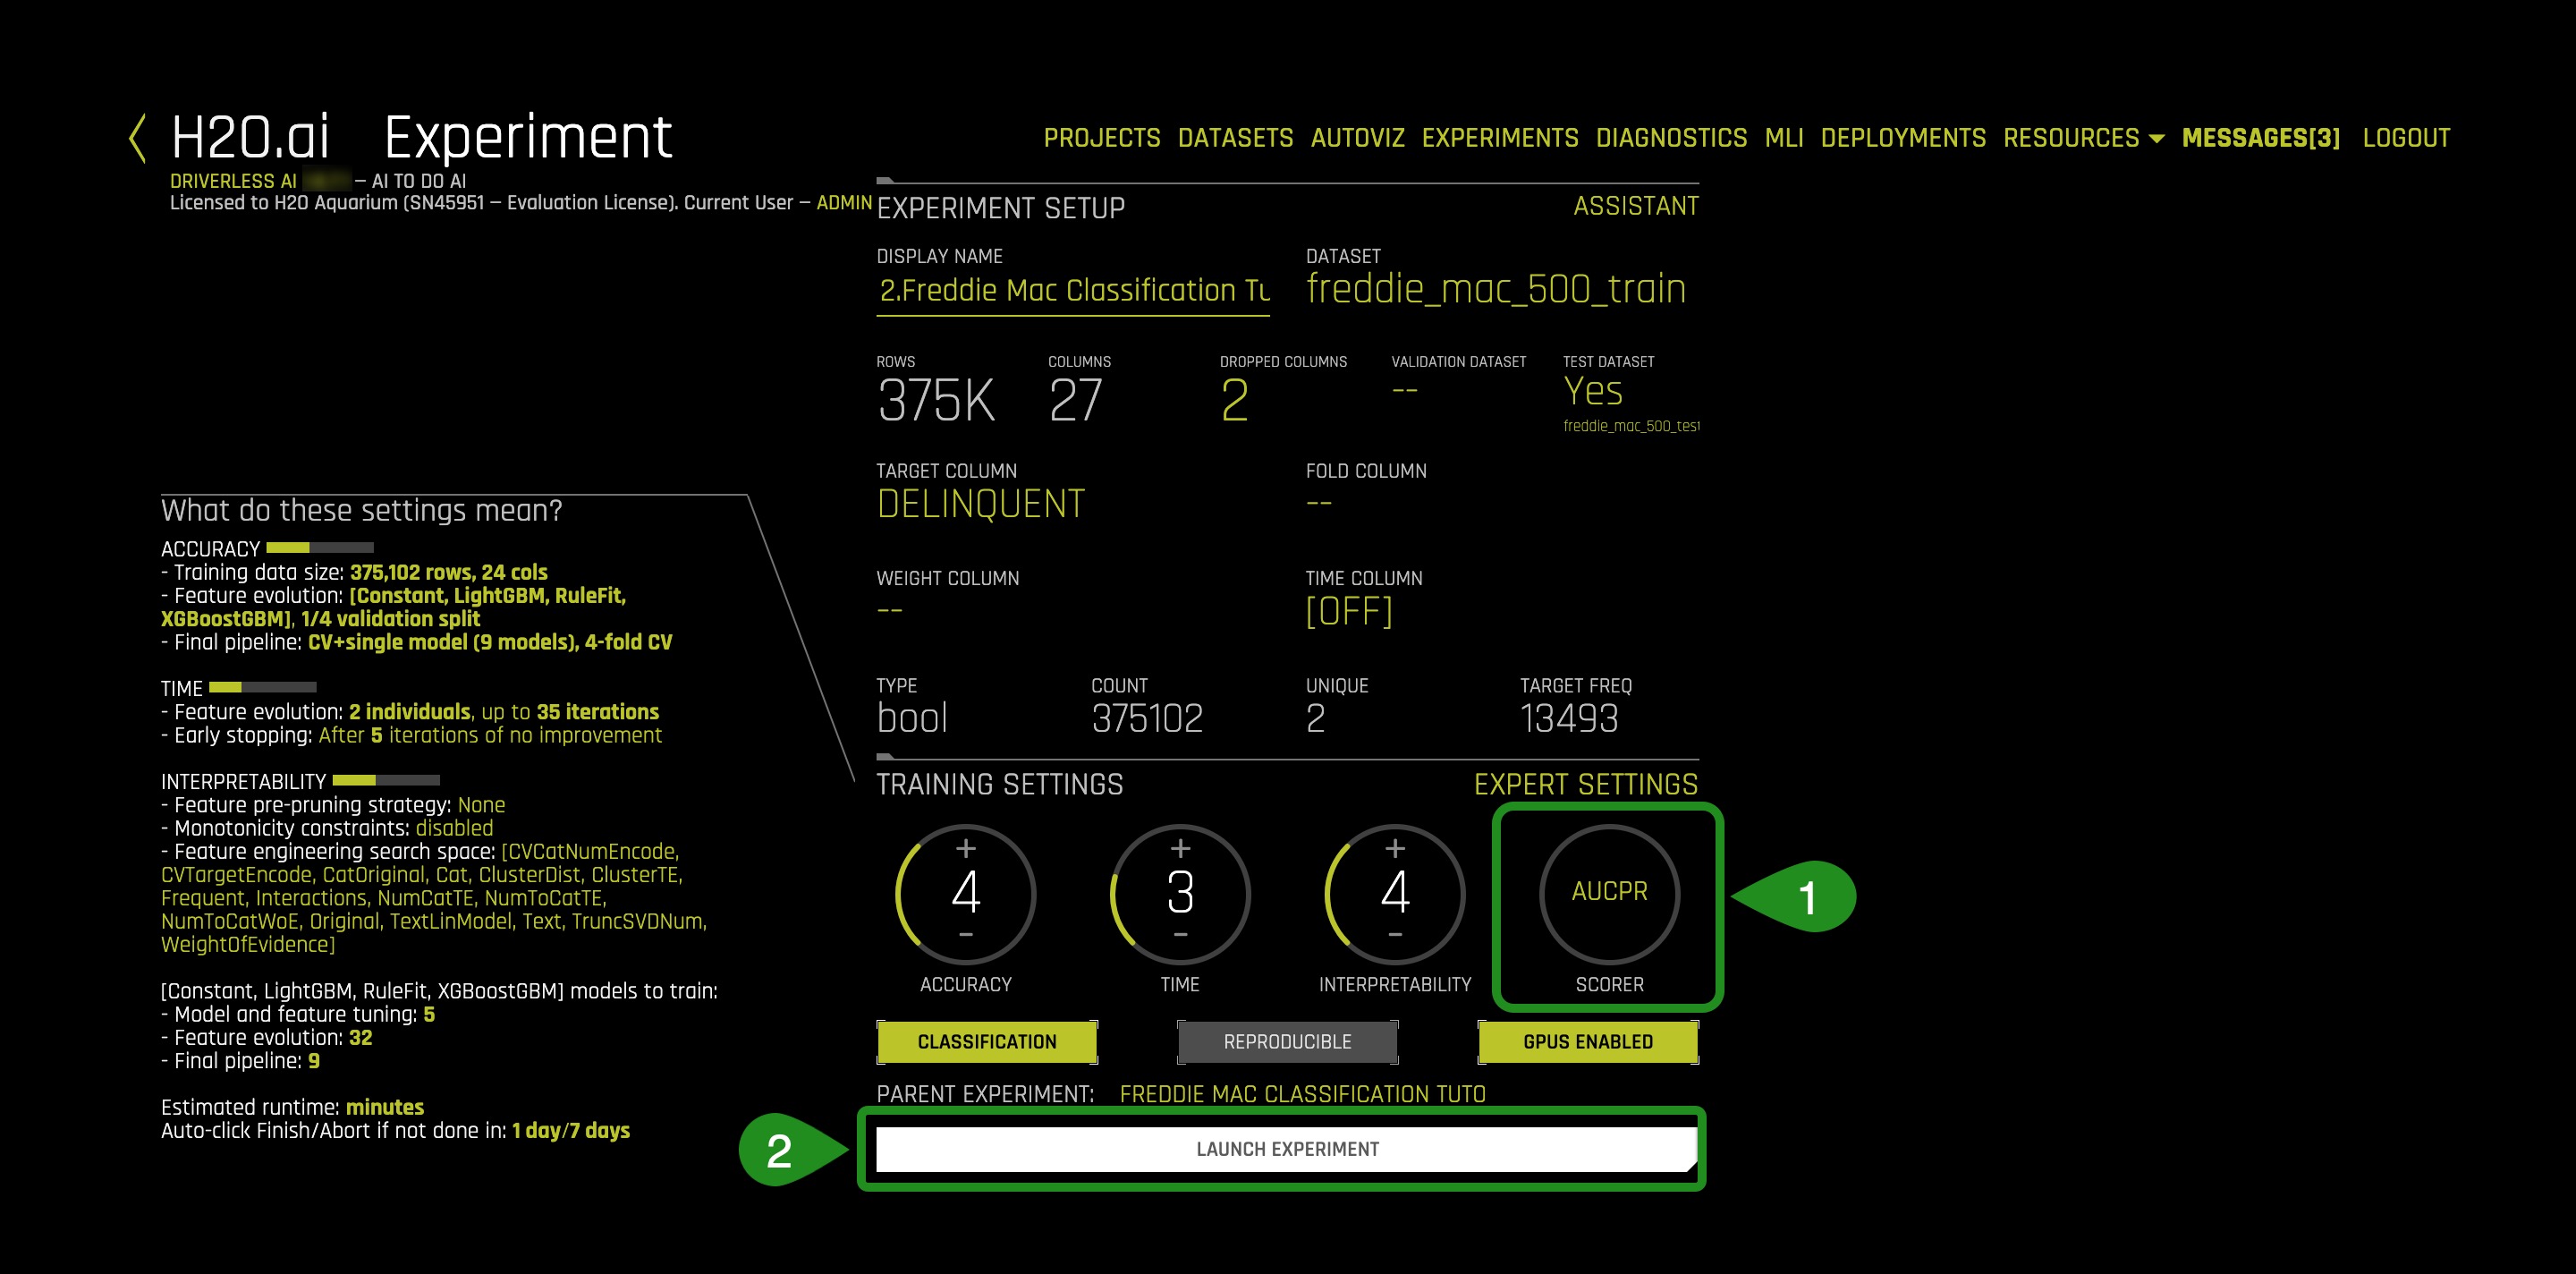 H2O.ai Experiment
PROJECTS DATASETS AUTOVIZ EXPERIMENTS DIAGNOSTICS MLI DEPLOYMENTS RESOURCES MESSAGES[3] LOGOUT
DRIVERLESS AI — AI TO DO AI
Licensed to H2O Aquarium (SN45951 — Evaluation License). Current User — ADMIN
EXPERIMENT SETUP ASSISTANT
DISPLAY NAME DATASET
2.Freddie Mac Classification Tu freddie_mac_500_train
ROWS COLUMNS DROPPED COLUMNS VALIDATION DATASET TEST DATASET
375K 27 2 -- Yes
freddie_mac_500_test
TARGET COLUMN FOLD COLUMN
DELINQUENT --
WEIGHT COLUMN TIME COLUMN
-- [OFF]
TYPE COUNT UNIQUE TARGET FREQ
bool 375102 2 13493
What do these settings mean?
ACCURACY
- Training data size: 375,102 rows, 24 cols
- Feature evolution: [Constant, LightGBM, RuleFit,
XGBoostGBM], 1/4 validation split
- Final pipeline: CV+single model (9 models), 4-fold CV
TIME
- Feature evolution: 2 individuals, up to 35 iterations
- Early stopping: After 5 iterations of no improvement
INTERPRETABILITY
- Feature pre-pruning strategy: None
- Monotonicity constraints: disabled
- Feature engineering search space: [CVCatNumEncode,
CVTargetEncode, CatOriginal, Cat, ClusterDist, ClusterTE,
Frequent, Interactions, NumCatTE, NumToCatTE,
NumToCatWoE, Original, TextLinModel, Text, TruncSVDNum,
WeightOfEvidence]
[Constant, LightGBM, RuleFit, XGBoostGBM] models to train:
- Model and feature tuning: 5
- Feature evolution: 32
- Final pipeline: 9
Estimated runtime: minutes
Auto-click Finish/Abort if not done in: 1 day/7 days
TRAINING SETTINGS EXPERT SETTINGS
+ + +
4 3 4 AUCPR 1
- - -
ACCURACY TIME INTERPRETABILITY SCORER
CLASSIFICATION REPRODUCIBLE GPUS ENABLED
PARENT EXPERIMENT: FREDDIE MAC CLASSIFICATION TUTO
2 LAUNCH EXPERIMENT